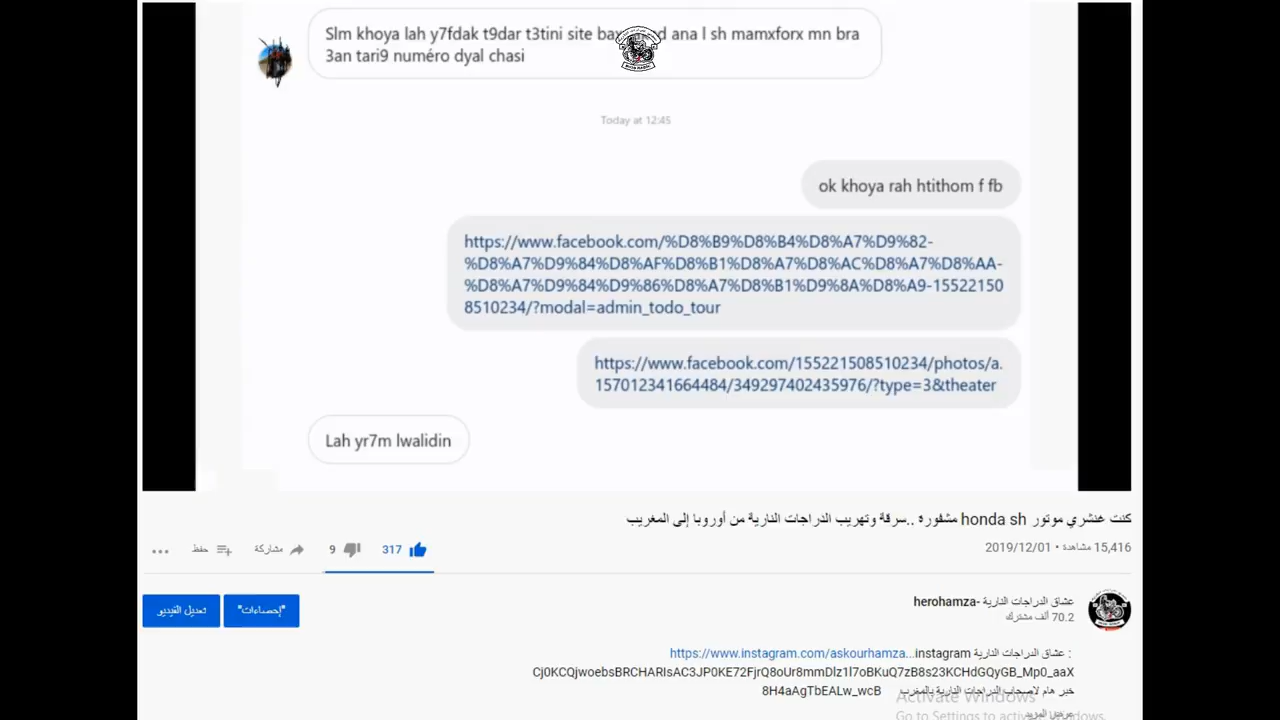 Slm khoya lah y7fdak t9dar t3tini site d ana l sh mamxforx mn bra
3an tari9 numéro dyal chasi
Today at 12:45
ok khoya rah htithom f fb
https://www.facebook.com/%D8%B9%D8%B4%D8%A7%D9%82-
%D8%A7%D9%84%D8%AF%D8%B1%D8%A7%D8%AC%D8%A7%D8%AA-
%D8%A7%D9%84%D9%86%D8%A7%D8%B1%D9%8A%D8%A9-15522150
8510234/?modal=admin_todo_tour
https://www.facebook.com/155221508510234/photos/a.
157012341664484/349297402435976/?type=3&theater
Lah yr7m lwalidin
كنت غنشري موتور honda sh مشفورة ..سرقة وتهريب الدراجات النارية من أوروبا إلى المغريب
15,416 مشاهدة • 2019/12/01
317 9 مشاركة حفظ
عشاق الدراجات النارية -herohamza
70.2 ألف مشترك
"إحصاءات" تعديل الفيديو
: عشاق الدراجات النارية instagram https://www.instagram.com/askourhamza...
Cj0KCQjwoebsBRCHARIsAC3JP0KE72FjrQ8oUr8mmDlz1l7oBKuQ7zB8s23KCHdGQyGB_Mp0_aaX
خبر هام لاصحاب الدراجات النارية بالمغرب 8H4aAgTbEALw_wcB
Activate Windows
عرض المزيد
Go to Settings to activate Windows.